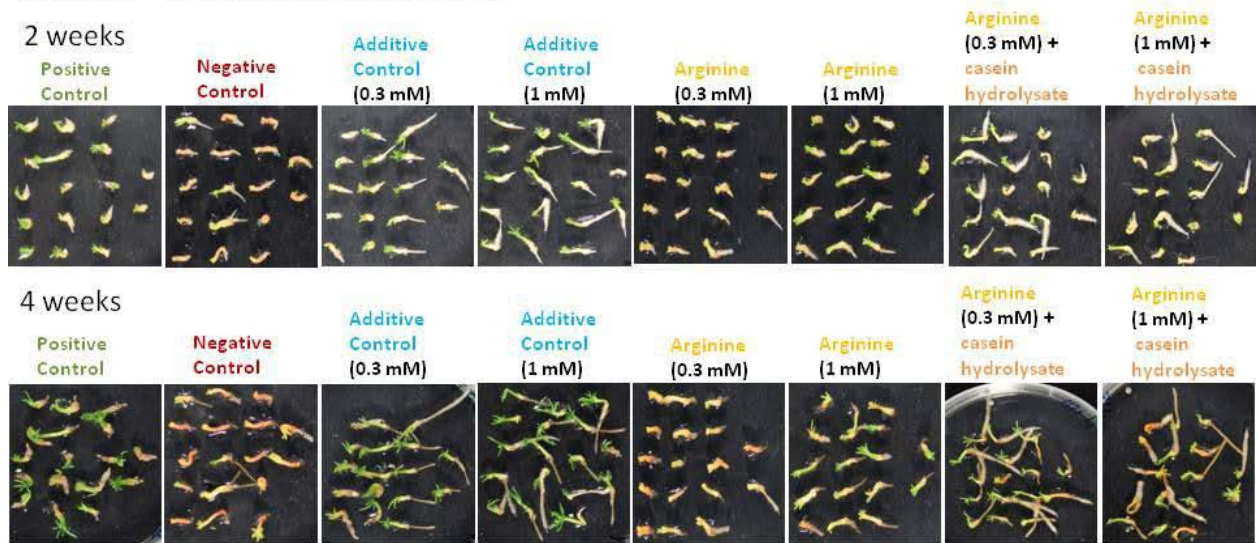 2 weeks
Positive
Control
Negative
Control
Additive
Control
(0.3 mM)
Additive
Control
(1 mM)
Arginine
(0.3 mM)
Arginine
(1 mM)
Arginine
(0.3 mM) +
casein
hydrolysate
Arginine
(1 mM) +
casein
hydrolysate
4 weeks
Positive
Control
Negative
Control
Additive
Control
(0.3 mM)
Additive
Control
(1 mM)
Arginine
(0.3 mM)
Arginine
(1 mM)
Arginine
(0.3 mM) +
casein
hydrolysate
Arginine
(1 mM) +
casein
hydrolysate